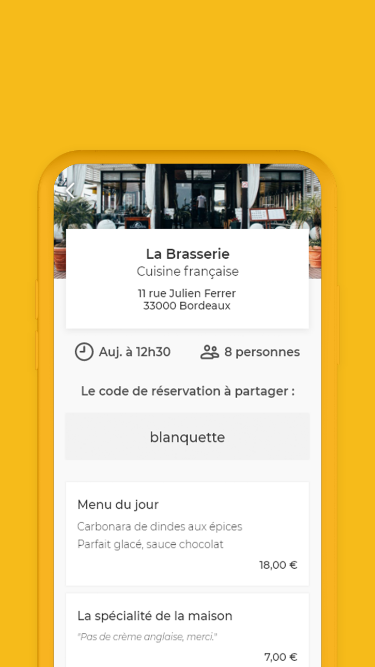 La Brasserie
Cuisine française
11 rue Julien Ferrer
33000 Bordeaux
Auj. à 12h30
8 personnes
Le code de réservation à partager :
blanquette
Menu du jour
Carbonara de dindes aux épices
Parfait glacé, sauce chocolat
18,00 €
La spécialité de la maison
"Pas de crème anglaise, merci."
7,00 €